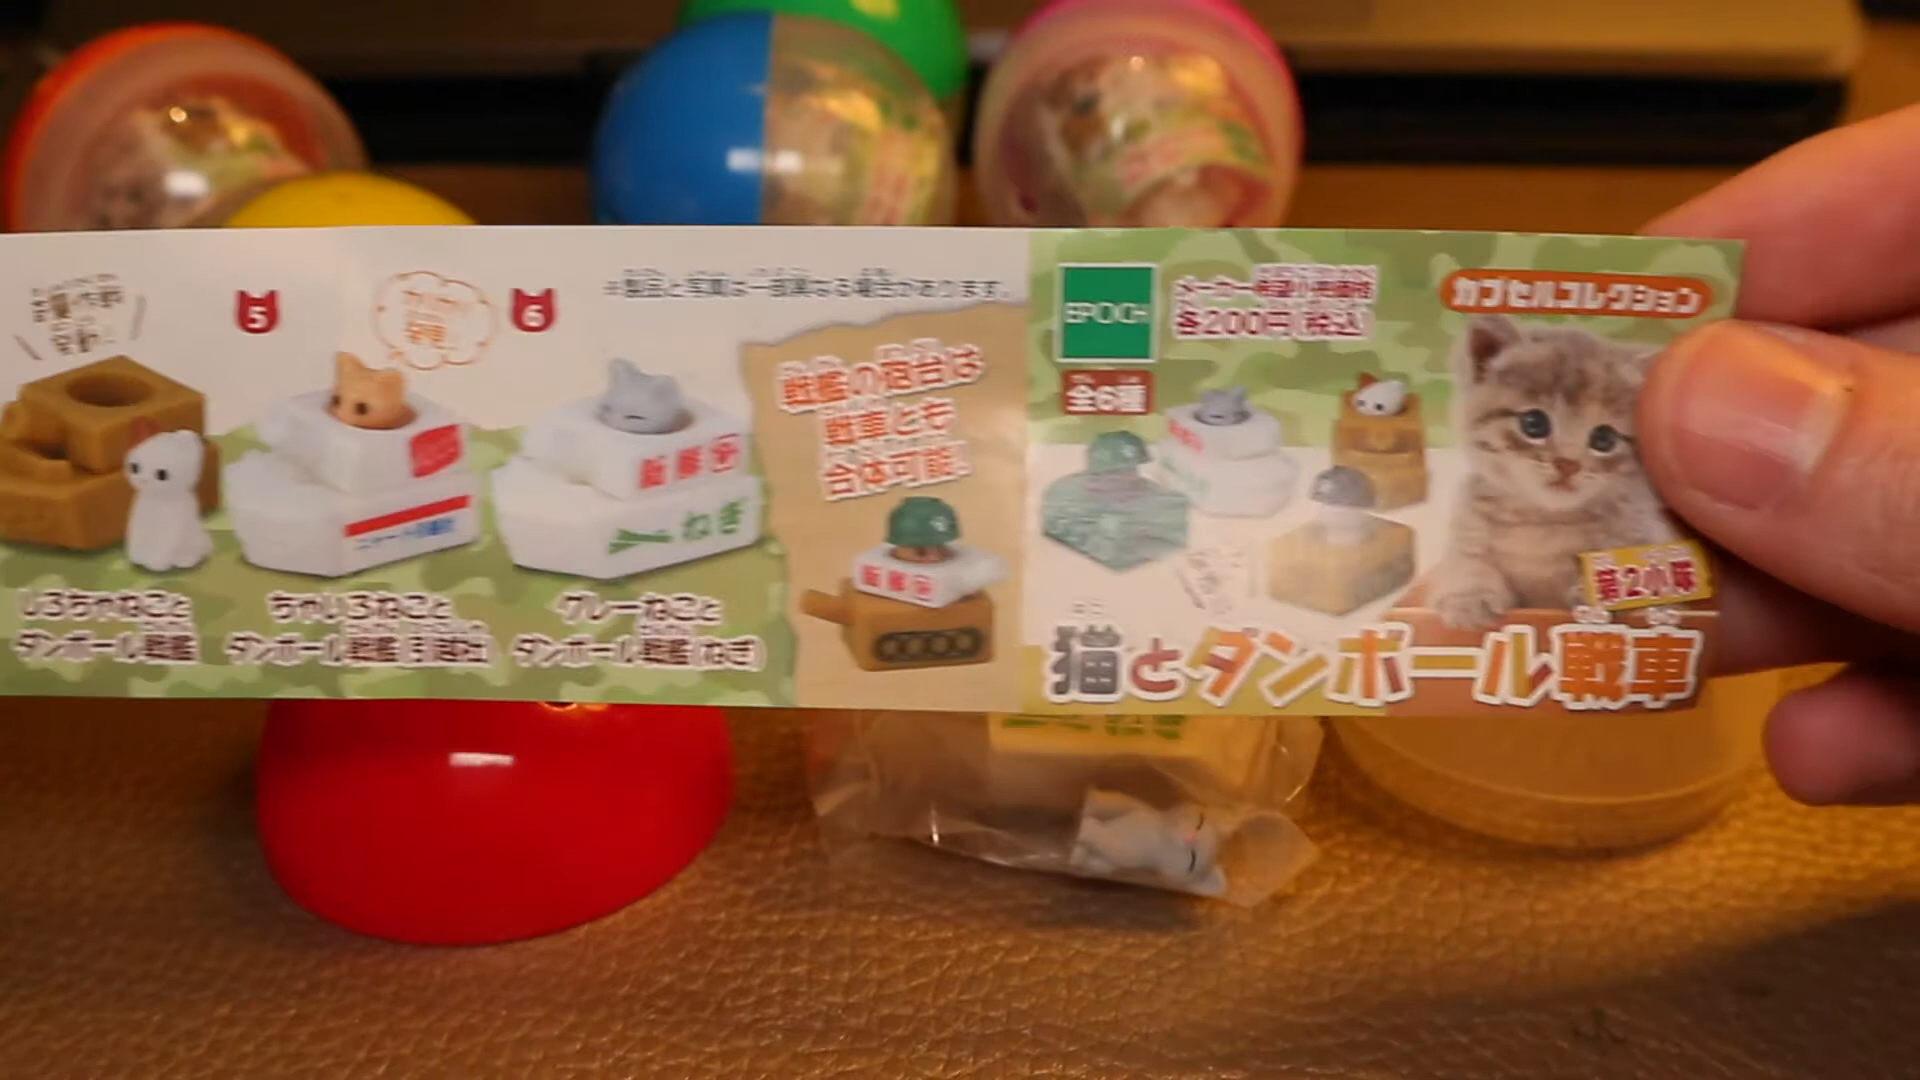 5
6
※製品と写真は一部異なる場合があります。
しろちゃねこと
ダンボール戦艦
ちゃしろねこと
ダンボール戦艦(引越社)
グレーねこと
ダンボール戦艦(ねぎ)
新鮮
ねぎ
戦艦の砲台は
戦車とも
合体可能!
EPOCH
メーカー希望小売価格
各200円(税込)
全6種
カプセルコレクション
第2小隊
猫とダンボール戦車